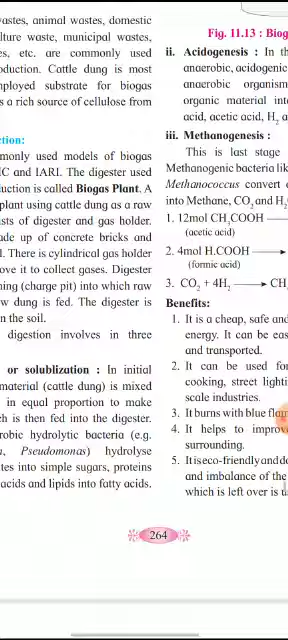 wastes, animal wastes, domestic
lture waste, municipal wastes,
es, etc. are commonly used
oduction. Cattle dung is most
mployed substrate for biogas
s a rich source of cellulose from
ction:
monly used models of biogas
IC and IARI. The digester used
uction is called Biogas Plant. A
plant using cattle dung as a raw
sts of digester and gas holder.
ade up of concrete bricks and
l. There is cylindrical gas holder
ove it to collect gases. Digester
ning (charge pit) into which raw
w dung is fed. The digester is
n the soil.
digestion involves in three
or solublization : In initial
material (cattle dung) is mixed
in equal proportion to make
ch is then fed into the digester.
robic hydrolytic bacteria (e.g.
Pseudomonas) hydrolyse
tes into simple sugars, proteins
acids and lipids into fatty acids.
Fig. 11.13 : Biog
ii. Acidogenesis : In th
anaerobic, acidogenic
anaerobic organism
organic material int
acid, acetic acid, H2 a
iii. Methanogenesis :
This is last stage
Methanogenic bacteria lik
Methanococcus convert
into Methane, CO2 and H2
1. 12mol CH3COOH
(acetic acid)
2. 4mol H.COOH
(formic acid)
3. CO2 + 4H2 → CH
Benefits:
1. It is a cheap, safe and
energy. It can be eas
and transported.
2. It can be used for
cooking, street lighti
scale industries.
3. It burns with blue flam
4. It helps to improv
surrounding.
5. It is eco-friendly and do
and imbalance of the
which is left over is u
264